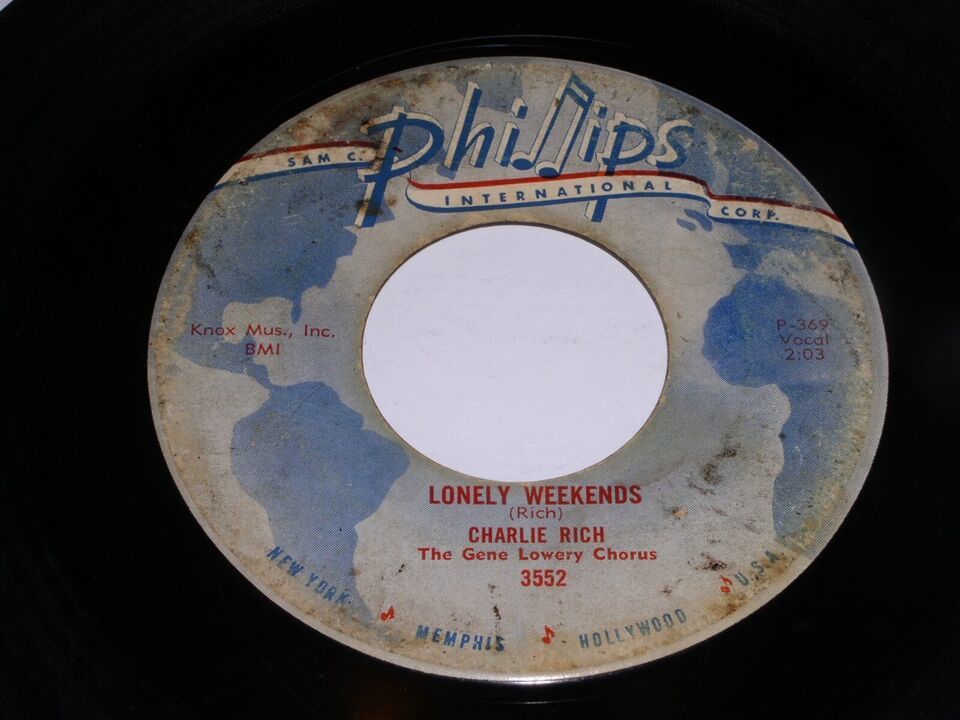 SAM C. Phillips
INTERNATIONAL CORP.
Knox Mus., Inc.
BMI
P-369
Vocal
2:03
LONELY WEEKENDS
(Rich)
CHARLIE RICH
The Gene Lowery Chorus
3552
NEW YORK MEMPHIS HOLLYWOOD U.S.A.